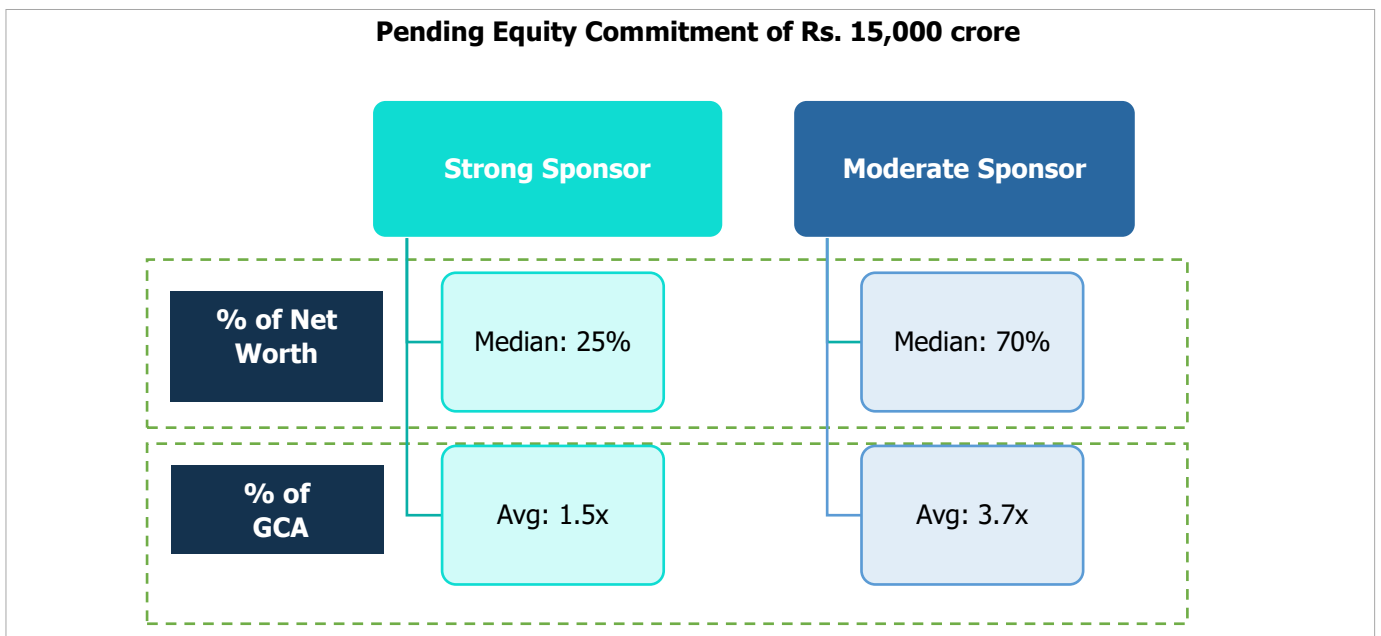 Pending Equity Commitment of Rs. 15,000 crore
Strong Sponsor
Moderate Sponsor
% of Net
Worth
Median: 25%
Median: 70%
% of
GCA
Avg: 1.5x
Avg: 3.7x